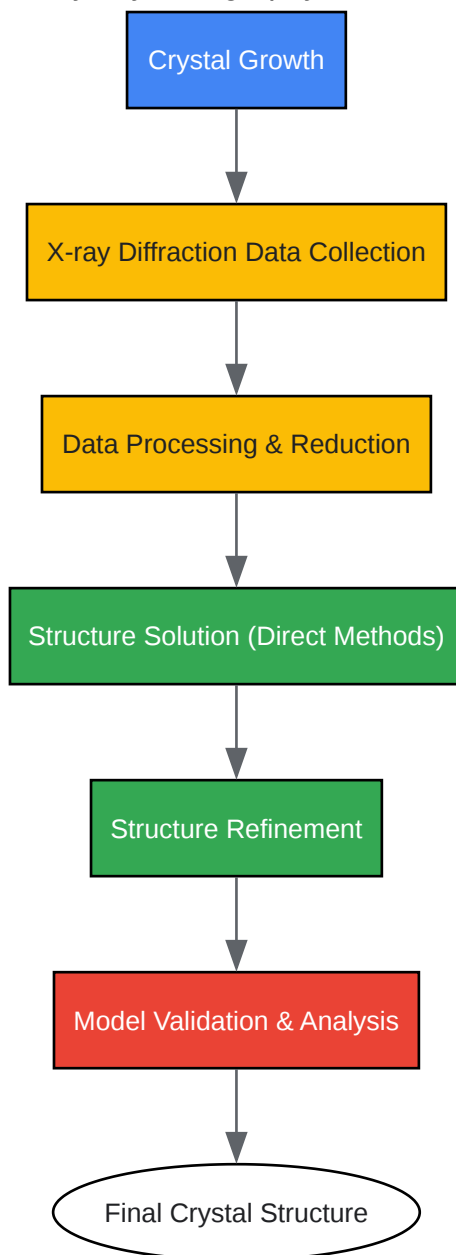 Crystal Growth
X-ray Diffraction Data Collection
Data Processing & Reduction
Structure Solution (Direct Methods)
Structure Refinement
Model Validation & Analysis
Final Crystal Structure